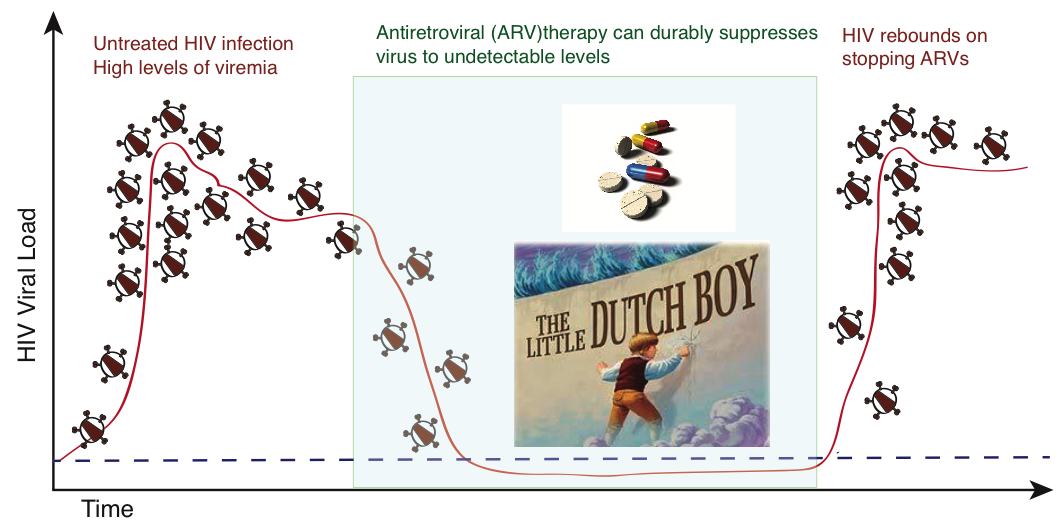 Untreated HIV infection
High levels of viremia
Antiretroviral (ARV)therapy can durably suppresses
virus to undetectable levels
HIV rebounds on
stopping ARVs
HIV Viral Load
THE
LITTLE
DUTCH BOY
Time